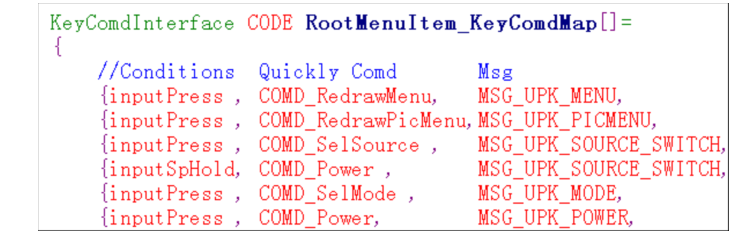 KeyComdInterface CODE RootMenuItem_KeyComdMap[]=
{
//Conditions Quickly Comd Msg
{inputPress , COMD_RedrawMenu, MSG_UPK_MENU,
{inputPress , COMD_RedrawPicMenu, MSG_UPK_PICMENU,
{inputPress , COMD_SelSource , MSG_UPK_SOURCE_SWITCH,
{inputSpHold, COMD_Power , MSG_UPK_SOURCE_SWITCH,
{inputPress , COMD_SelMode , MSG_UPK_MODE,
{inputPress , COMD_Power, MSG_UPK_POWER,